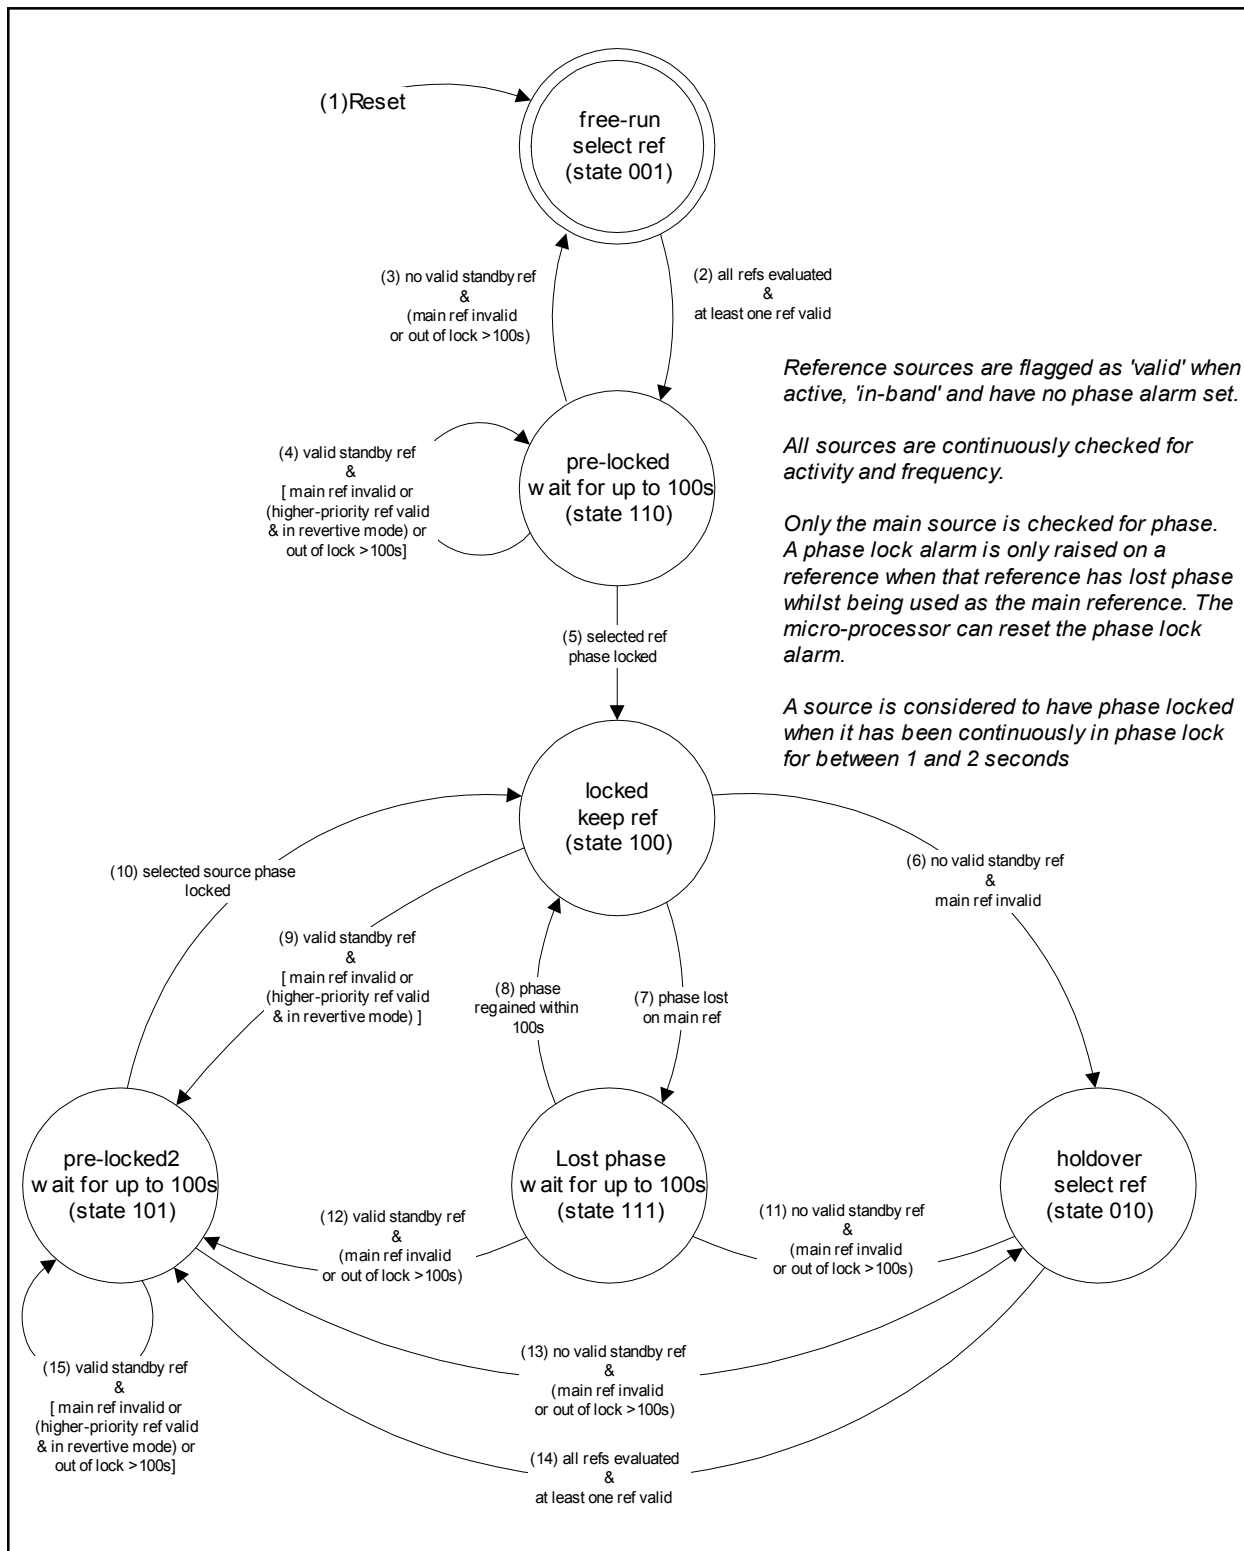 (1)Reset
free-run
select ref
(state 001)
(3) no valid standby ref
&
(main ref invalid
or out of lock >100s)
(2) all refs evaluated
&
at least one ref valid
Reference sources are flagged as 'valid' when
active, 'in-band' and have no phase alarm set.
All sources are continuously checked for
activity and frequency.
Only the main source is checked for phase.
A phase lock alarm is only raised on a
reference when that reference has lost phase
whilst being used as the main reference. The
micro-processor can reset the phase lock
alarm.
A source is considered to have phase locked
when it has been continuously in phase lock
for between 1 and 2 seconds
(4) valid standby ref
&
[ main ref invalid or
(higher-priority ref valid
& in revertive mode) or
out of lock >100s]
pre-locked
wait for up to 100s
(state 110)
(5) selected ref
phase locked
locked
keep ref
(state 100)
(10) selected source phase
locked
(6) no valid standby ref
&
main ref invalid
(9) valid standby ref
&
[ main ref invalid or
(higher-priority ref valid
& in revertive mode) ]
(8) phase
regained within
100s
(7) phase lost
on main ref
pre-locked2
wait for up to 100s
(state 101)
Lost phase
wait for up to 100s
(state 111)
holdover
select ref
(state 010)
(12) valid standby ref
&
(main ref invalid
or out of lock >100s)
(11) no valid standby ref
&
(main ref invalid
or out of lock >100s)
(15) valid standby ref
&
[ main ref invalid or
(higher-priority ref valid
& in revertive mode) or
out of lock >100s]
(13) no valid standby ref
&
(main ref invalid
or out of lock >100s)
(14) all refs evaluated
&
at least one ref valid